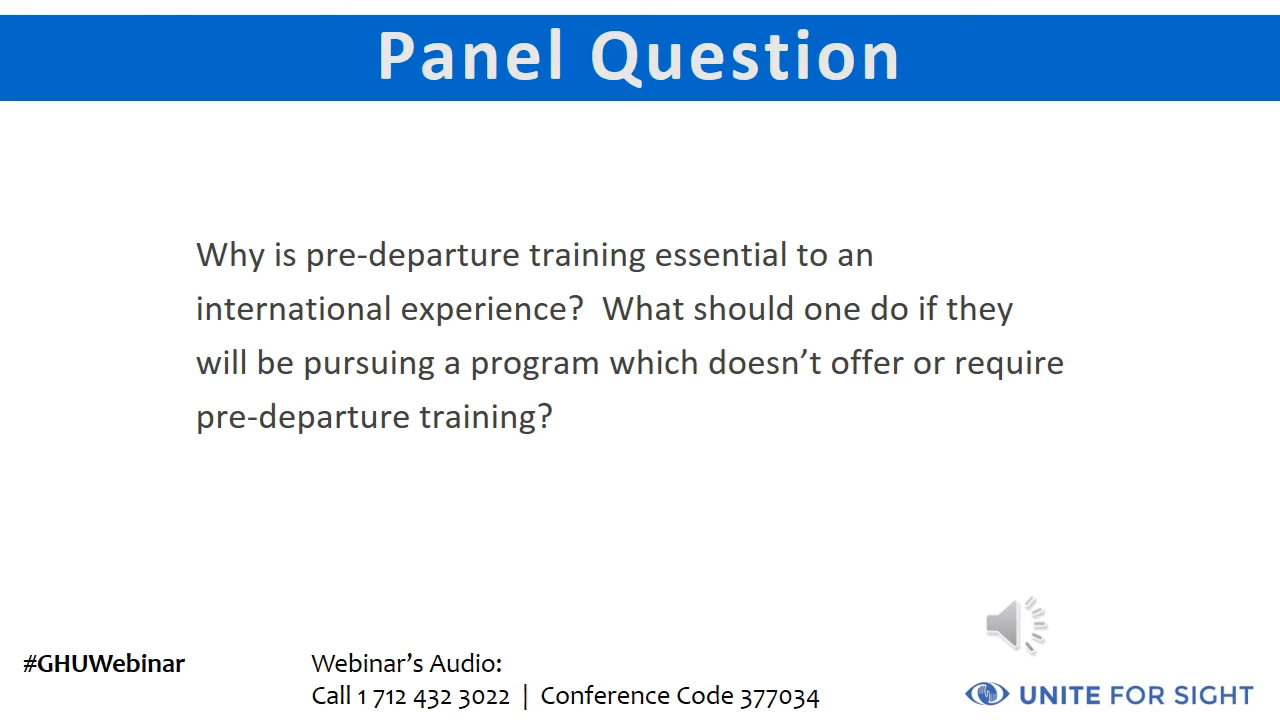 Panel Question
Why is pre-departure training essential to an
international experience?  What should one do if they
will be pursuing a program which doesn’t offer or require
pre-departure training?
#GHUWebinar
Webinar’s Audio:
Call 1 712 432 3022 | Conference Code 377034
UNITE FOR SIGHT